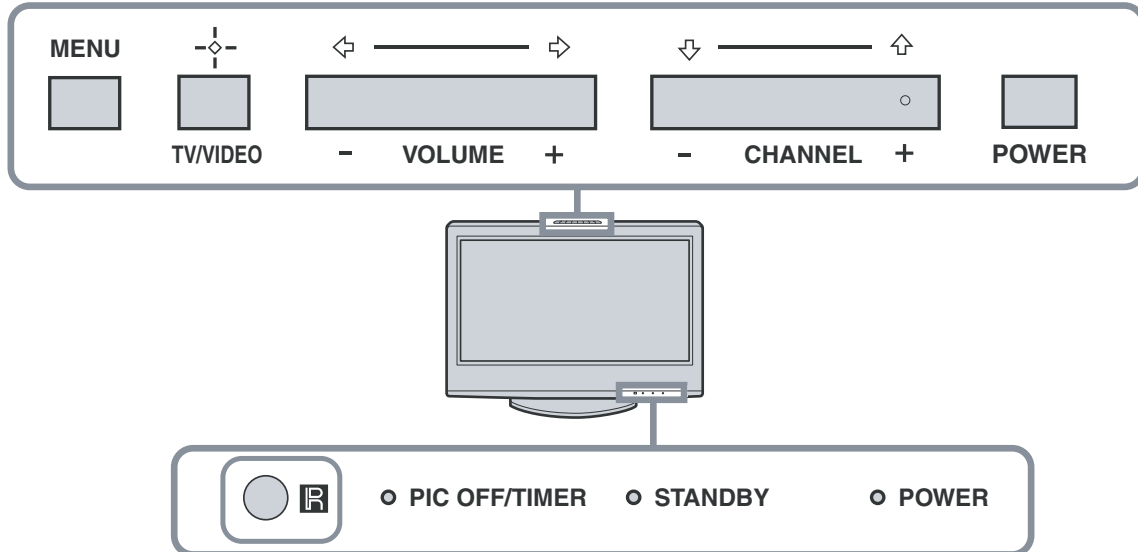 MENU
TV/VIDEO - VOLUME + - CHANNEL + POWER
R PIC OFF/TIMER STANDBY POWER